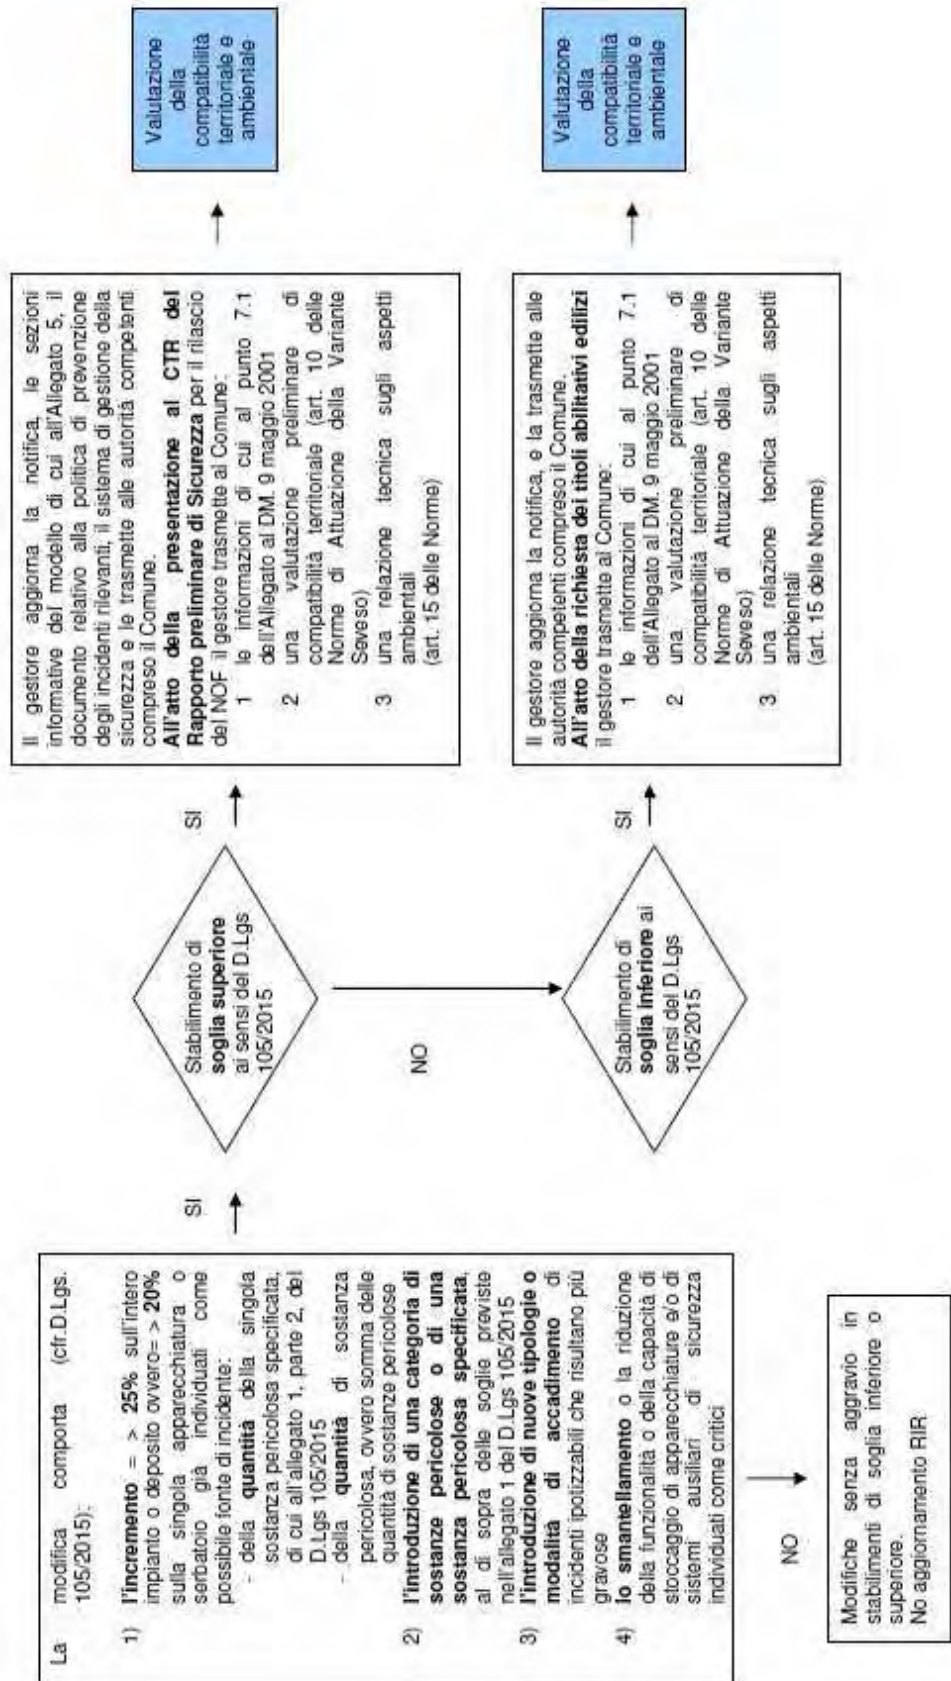 La modifica comporta (cfr.D.Lgs.
105/2015):
1) l'incremento = > 25% sull'intero
impianto o deposito ovvero= > 20%
sulla singola apparecchiatura o
serbatoio già individuati come
possibile fonte di incidente:
- della quantità della singola
sostanza pericolosa specificata,
di cui all'allegato 1, parte 2, del
D.Lgs 105/2015
- della quantità di sostanza
pericolosa, ovvero somma delle
quantità di sostanze pericolose
2) l'introduzione di una categoria di
sostanze pericolose o di una
sostanza pericolosa specificata,
al di sopra delle soglie previste
nell'allegato 1 del D.Lgs 105/2015
3) l'introduzione di nuove tipologie o
modalità di accadimento di
incidenti ipotizzabili che risultano più
gravose
4) lo smantellamento o la riduzione
della funzionalità o della capacità di
stoccaggio di apparecchiature e/o di
sistemi ausiliari di sicurezza
individuati come critici
NO
Modifiche senza aggravio in
stabilimenti di soglia inferiore o
superiore.
No aggiornamento RIR
SI
Stabilimento di
soglia superiore
ai sensi del D.Lgs
105/2015
NO
Stabilimento di
soglia inferiore ai
sensi del D.Lgs
105/2015
SI
Il gestore aggiorna la notifica, le sezioni
informative del modello di cui all'Allegato 5, il
documento relativo alla politica di prevenzione
degli incidenti rilevanti, il sistema di gestione della
sicurezza e le trasmette alle autorità competenti
compreso il Comune.
All'atto della presentazione al CTR del
Rapporto preliminare di Sicurezza per il rilascio
del NOF il gestore trasmette al Comune:
1 le informazioni di cui al punto 7.1
dell'Allegato al DM. 9 maggio 2001
2 una valutazione preliminare di
compatibilità territoriale (art. 10 delle
Norme di Attuazione della Variante
Seveso)
3 una relazione tecnica sugli aspetti
ambientali
(art. 15 delle Norme)
Valutazione
della
compatibilità
territoriale e
ambientale
SI
Il gestore aggiorna la notifica, e la trasmette alle
autorità competenti compreso il Comune.
All'atto della richiesta dei titoli abilitativi edilizi
il gestore trasmette al Comune:
1 le informazioni di cui al punto 7.1
dell'Allegato al DM. 9 maggio 2001
2 una valutazione preliminare di
compatibilità territoriale (art. 10 delle
Norme di Attuazione della Variante
Seveso)
3 una relazione tecnica sugli aspetti
ambientali
(art. 15 delle Norme)
Valutazione
della
compatibilità
territoriale e
ambientale